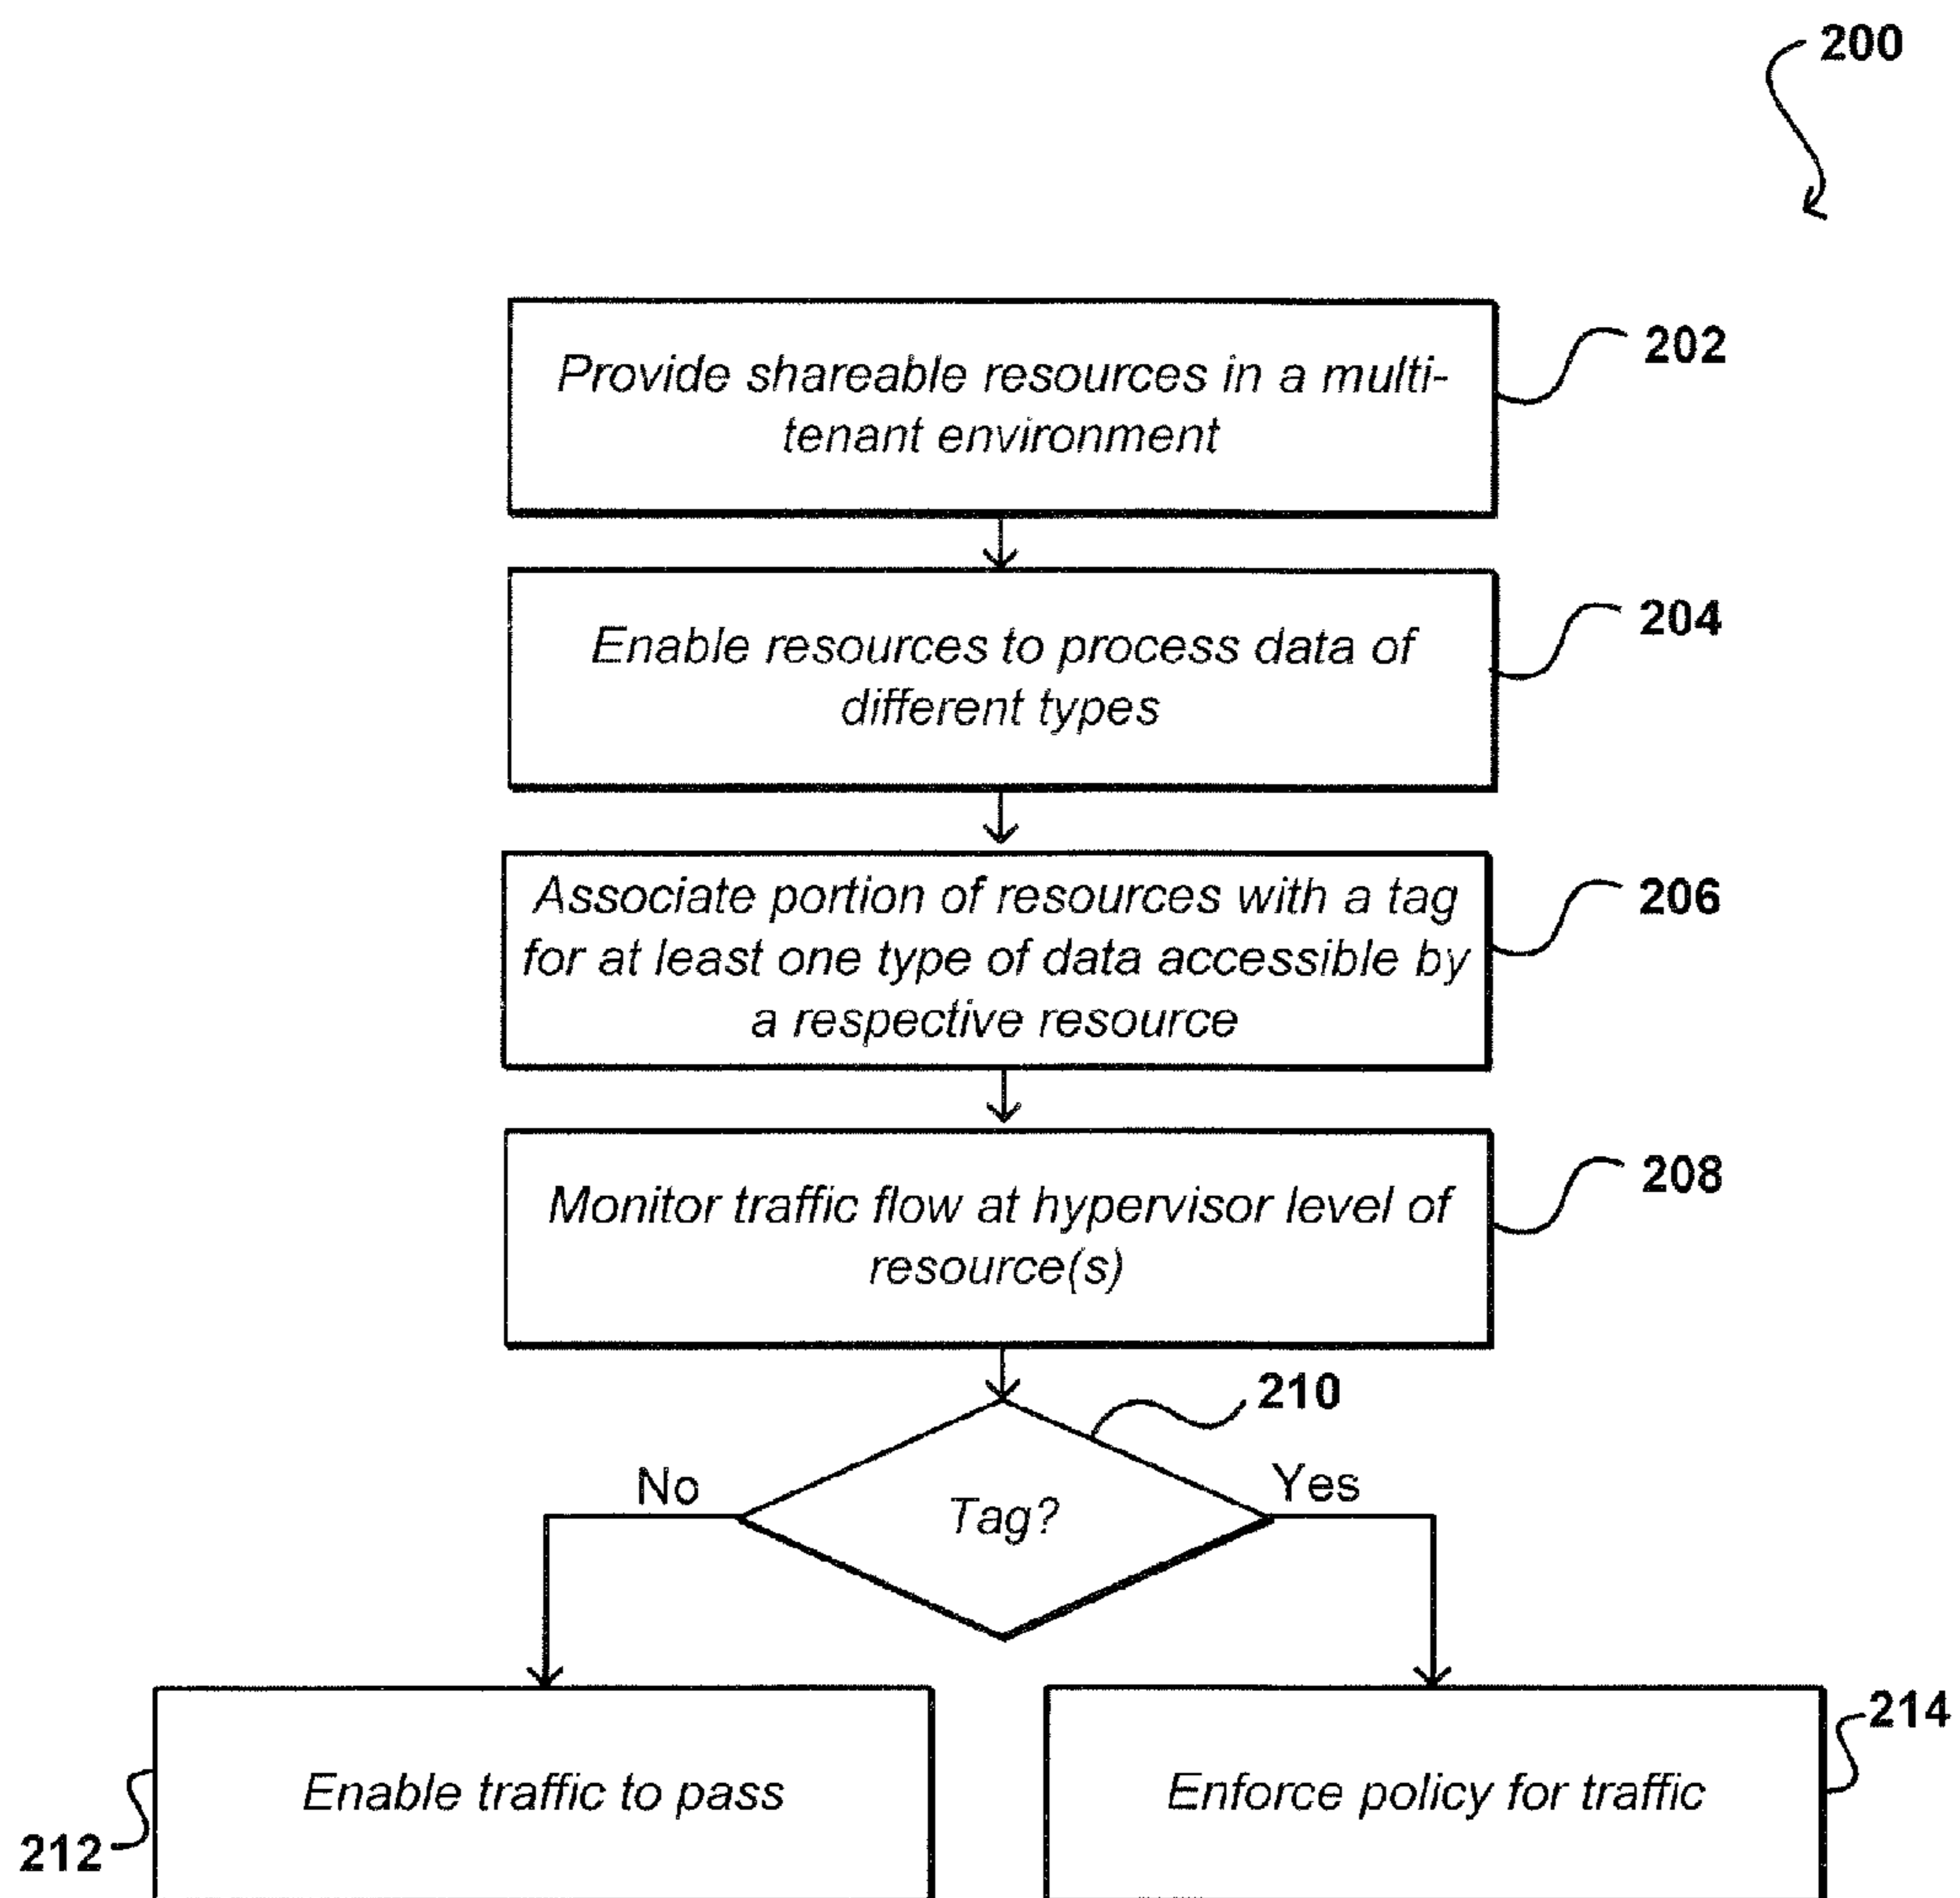 200
Provide shareable resources in a multi-
tenant environment
202
Enable resources to process data of
different types
204
Associate portion of resources with a tag
for at least one type of data accessible by
a respective resource
206
Monitor traffic flow at hypervisor level of
resource(s)
208
210
No
Tag?
Yes
Enable traffic to pass
212
Enforce policy for traffic
214